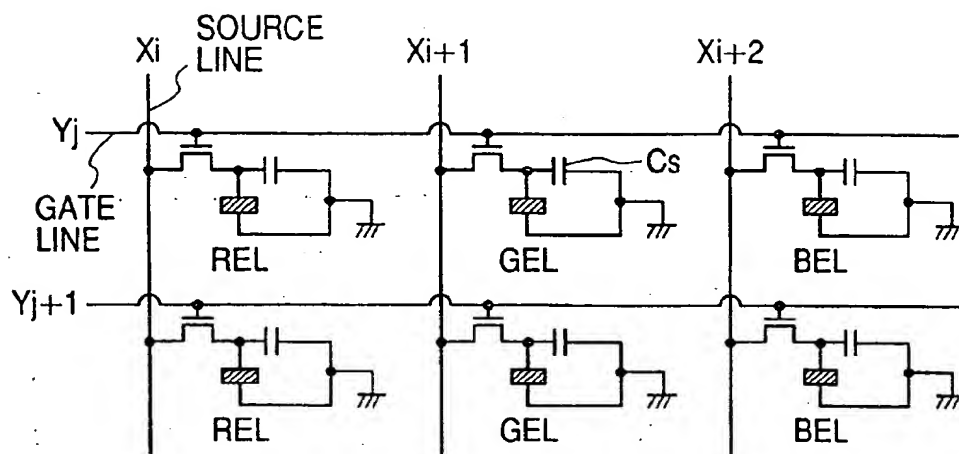 SOURCE
LINE
Xi
Xi+1
Xi+2
Yj
Cs
GATE
LINE
REL
GEL
BEL
Yj+1
REL
GEL
BEL